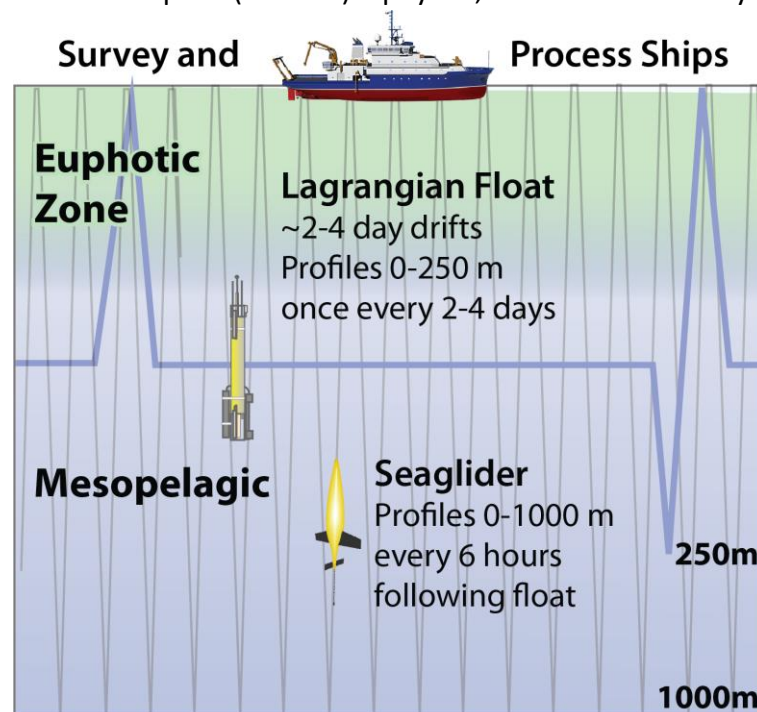 Survey and Process Ships
Euphotic
Zone
Lagrangian Float
~2-4 day drifts
Profiles 0-250 m
once every 2-4 days
Mesopelagic
Seaglider
Profiles 0-1000 m
every 6 hours
following float
250m
1000m